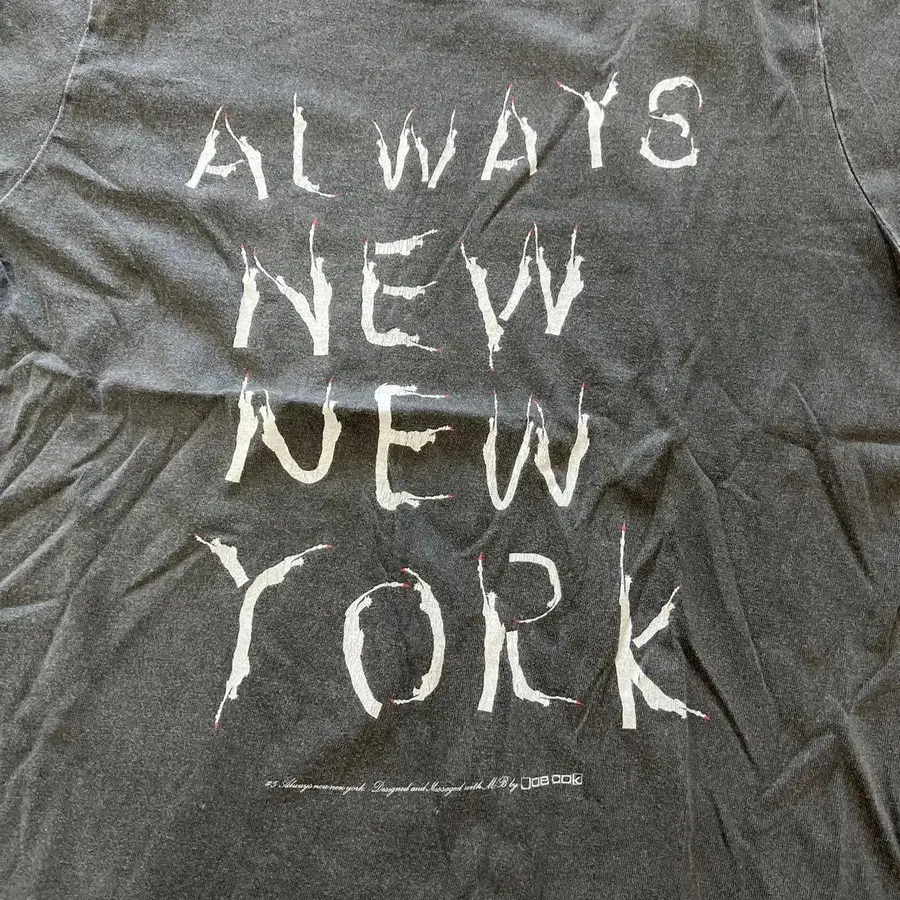 ALWAYS
NEW
NEW
YORK
#5 Always new new york Designed and Massaged with MB by